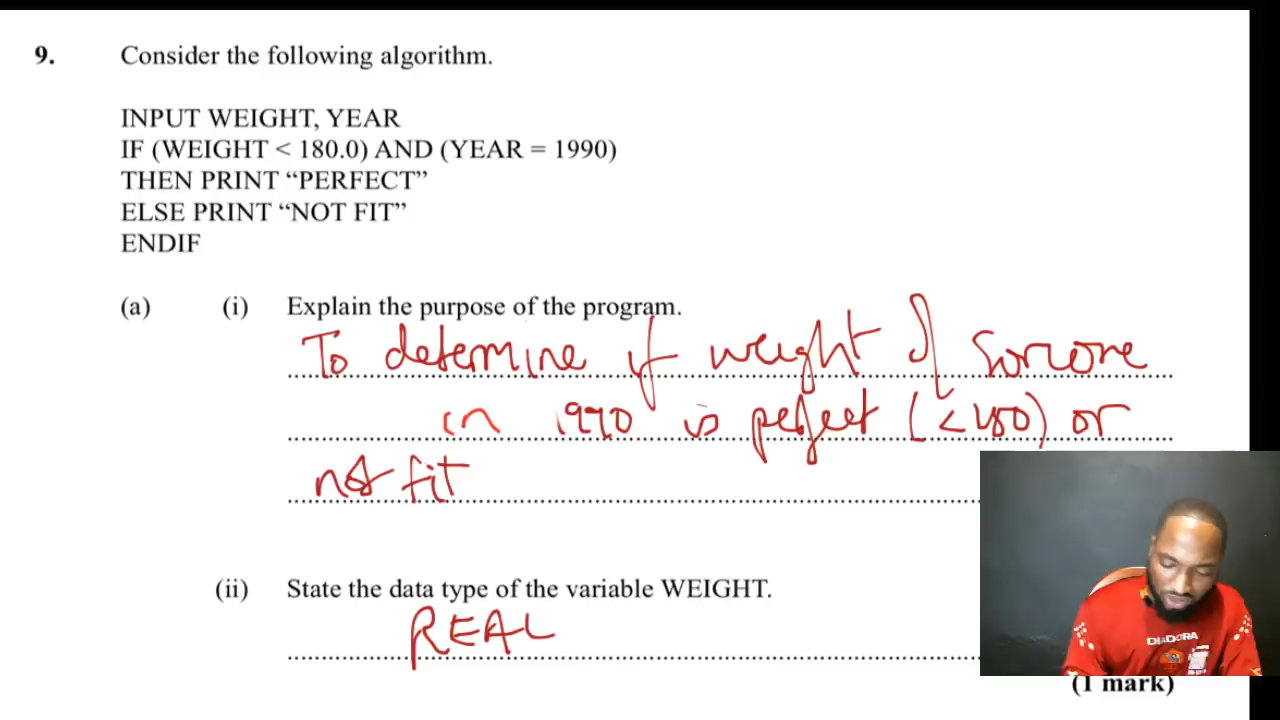 9. Consider the following algorithm.
INPUT WEIGHT, YEAR
IF (WEIGHT < 180.0) AND (YEAR = 1990)
THEN PRINT “PERFECT”
ELSE PRINT “NOT FIT”
ENDIF
(a) (i) Explain the purpose of the program.
To determine if weight of someone
in 1990 is perfect (<180) or
not fit
(ii) State the data type of the variable WEIGHT.
REAL
(1 mark)
DIADORA